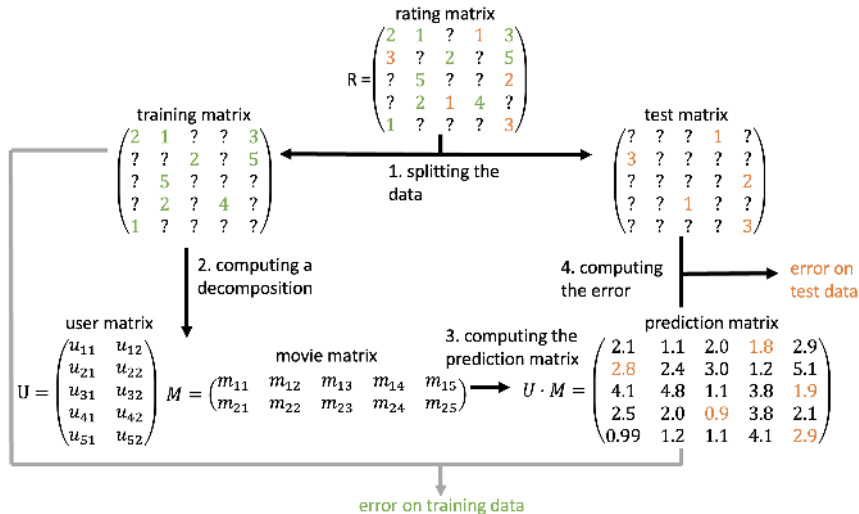 rating matrix
R =
2 1 ? 1 3
3 ? 2 ? 5
? 5 ? ? 2
? 2 1 4 ?
1 ? ? ? 3
training matrix
2 1 ? ? 3
? ? 2 ? 5
? 5 ? ? ?
? 2 ? 4 ?
1 ? ? ? ?
1. splitting the
data
test matrix
? ? ? 1 ?
3 ? ? ? ?
? ? ? ? 2
? ? 1 ? ?
? ? ? ? 3
2. computing a
decomposition
4. computing
the error
error on
test data
user matrix
U =
u11 u12
u21 u22
u31 u32
u41 u42
u51 u52
movie matrix
M =
m11 m12 m13 m14 m15
m21 m22 m23 m24 m25
3. computing the
prediction matrix
prediction matrix
U · M =
2.1 1.1 2.0 1.8 2.9
2.8 2.4 3.0 1.2 5.1
4.1 4.8 1.1 3.8 1.9
2.5 2.0 0.9 3.8 2.1
0.99 1.2 1.1 4.1 2.9
error on training data